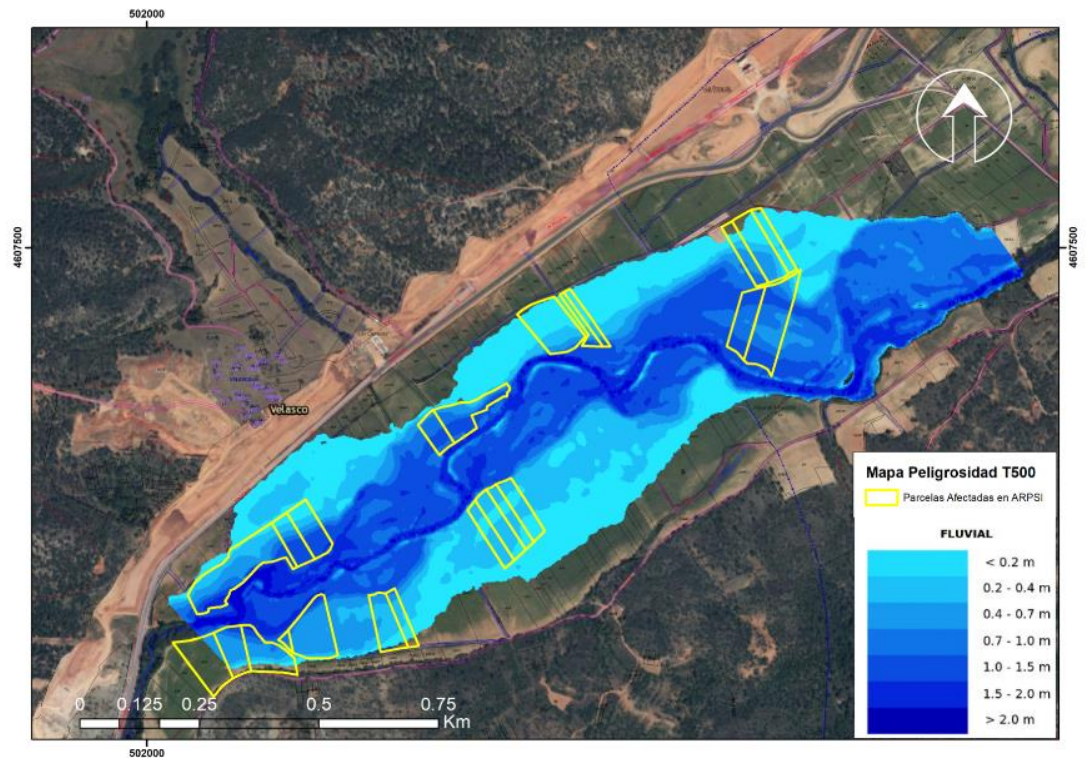 502000
4607500
4607500
Velasco
Mapa Peligrosidad T500
Parcelas Afectadas en ARPSI
FLUVIAL
< 0.2 m
0.2 - 0.4 m
0.4 - 0.7 m
0.7 - 1.0 m
1.0 - 1.5 m
1.5 - 2.0 m
> 2.0 m
0 0.125 0.25 0.5 0.75
Km
502000